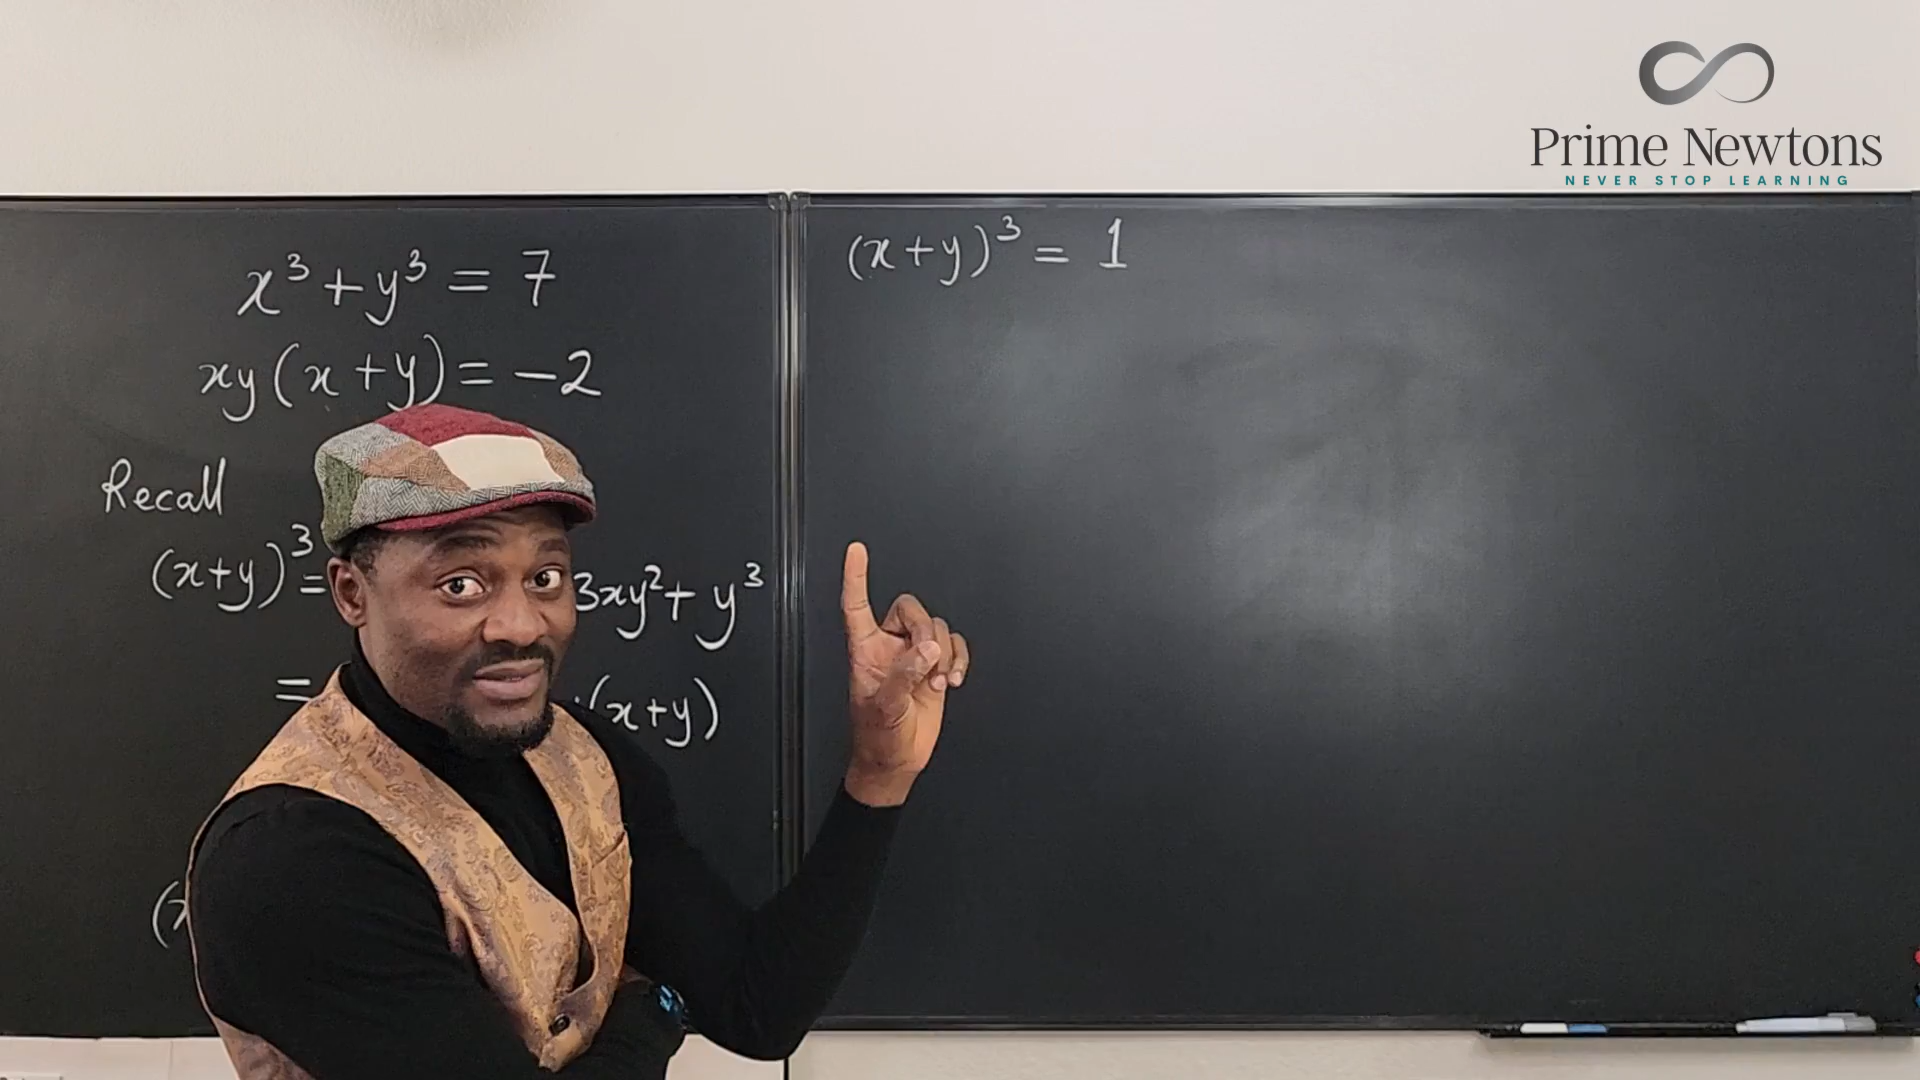 Prime Newtons
NEVER STOP LEARNING
x³ + y³ = 7
xy(x + y) = -2
Recall
(x+y)³ =
3xy² + y³
=
(x+y)
(x+y)³ = 1